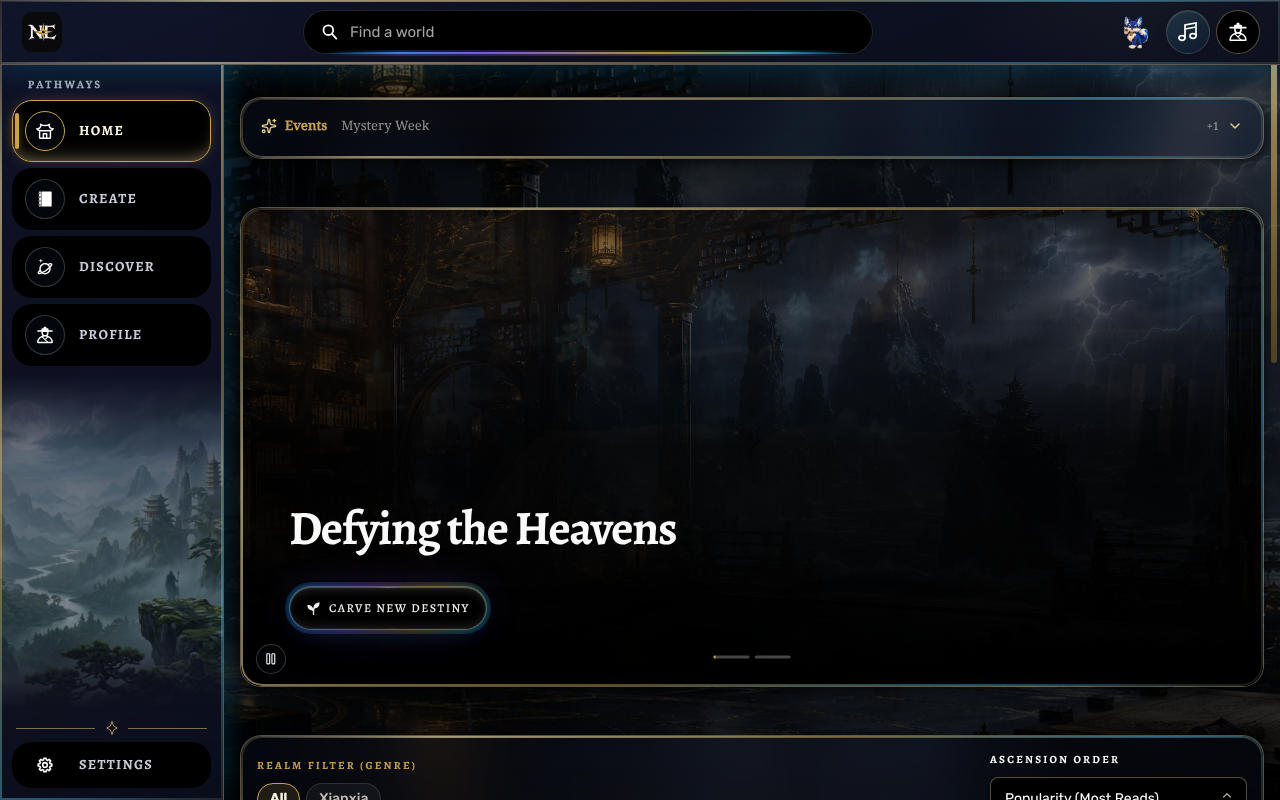 NE
Find a world
PATHWAYS
HOME
CREATE
DISCOVER
PROFILE
SETTINGS
Events Mystery Week +1
Defying the Heavens
CARVE NEW DESTINY
REALM FILTER (GENRE)
All Xianxia
ASCENSION ORDER
Popularity (Most Reads)